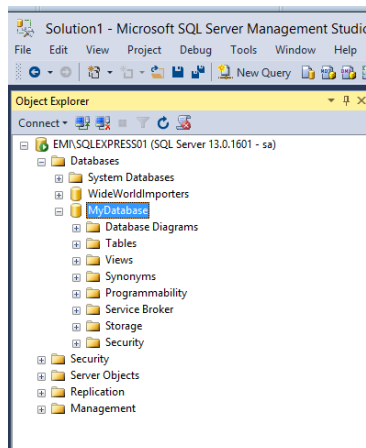 Solution1 - Microsoft SQL Server Management Studio
File Edit View Project Debug Tools Window Help
New Query
Object Explorer
Connect
EMI\SQLEXPRESS01 (SQL Server 13.0.1601 - sa)
Databases
System Databases
WideWorldImporters
MyDatabase
Database Diagrams
Tables
Views
Synonyms
Programmability
Service Broker
Storage
Security
Security
Server Objects
Replication
Management